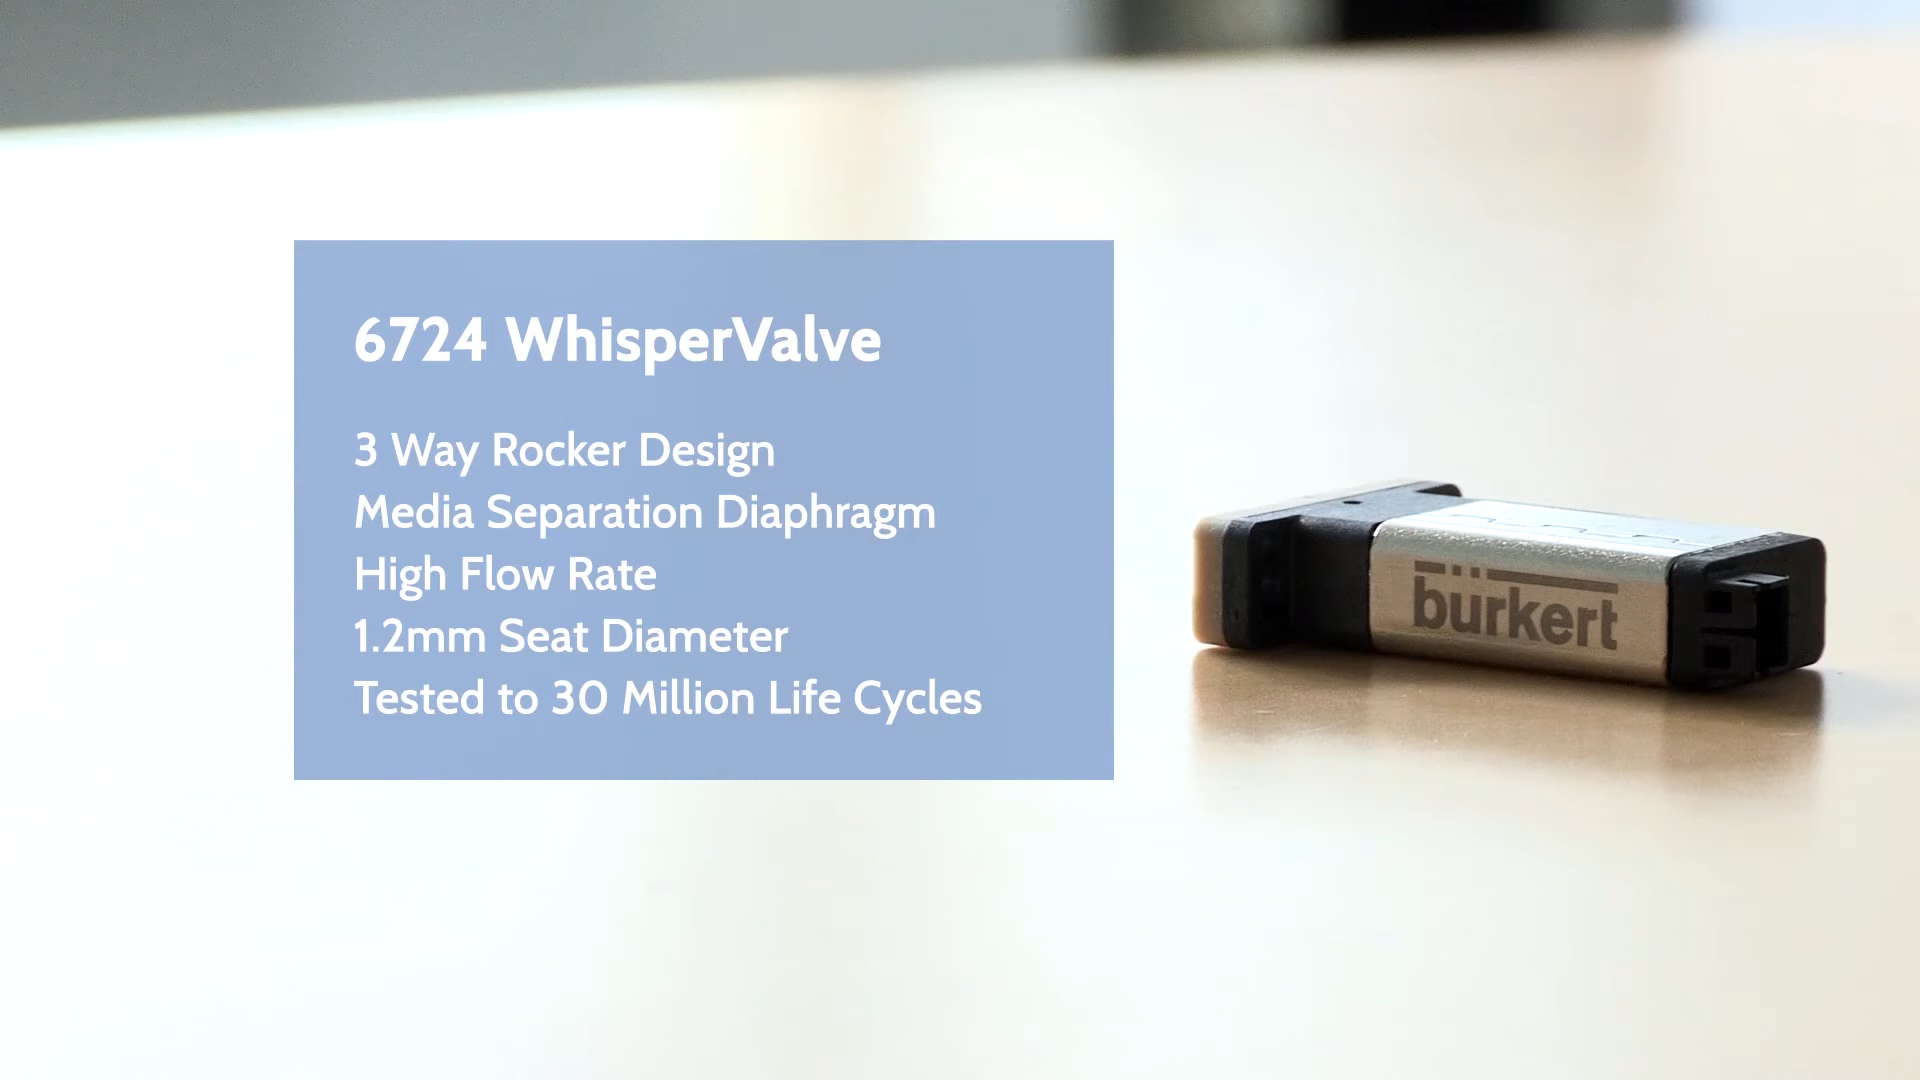 6724 WhisperValve
3 Way Rocker Design
Media Separation Diaphragm
High Flow Rate
1.2mm Seat Diameter
Tested to 30 Million Life Cycles
bürkert